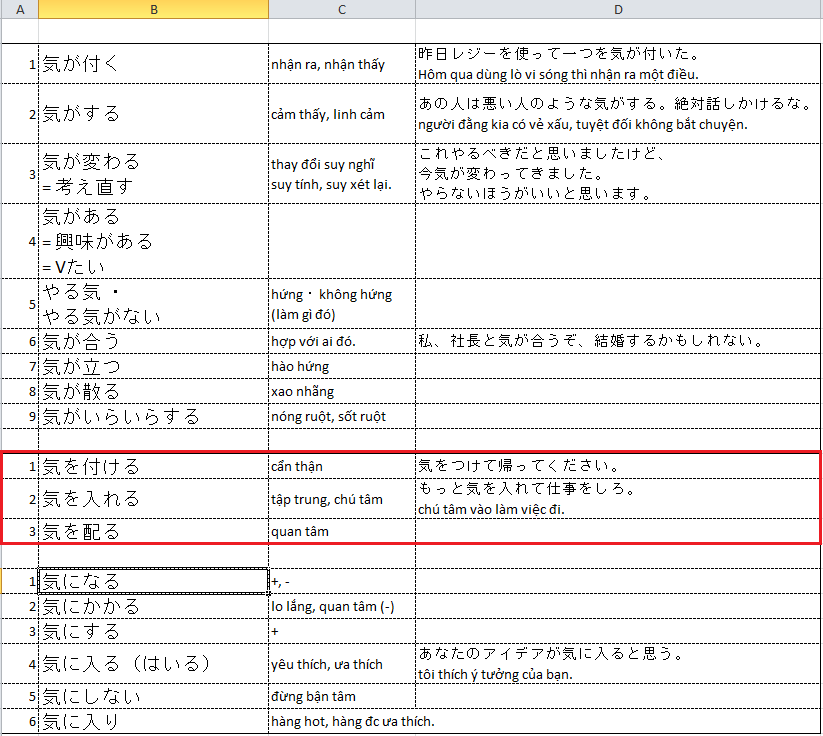 A B C D
1 気が付く nhận ra, nhận thấy 昨日レジーを使って一つを気が付いた。
Hôm qua dùng lò vi sóng thì nhận ra một điều.
2 気がする cảm thấy, linh cảm あの人は悪い人のような気がする。絶対話しかけるな。
người đằng kia có vẻ xấu, tuyệt đối không bắt chuyện.
3 気が変わる
= 考え直す
thay đổi suy nghĩ
suy tính, suy xét lại.
これやるべきだと思いましたけど、
今気が変わってきました。
やらないほうがいいと思います。
4 気がある
= 興味がある
= Vたい
5 やる気 ・
やる気がない
hứng・ không hứng
(làm gì đó)
6 気が合う hợp với ai đó. 私、社長と気が合うぞ、結婚するかもしれない。
7 気が立つ hào hứng
8 気が散る xao nhãng
9 気がいらいらする nóng ruột, sốt ruột
1 気を付ける cẩn thận 気をつけて帰ってください。
2 気を入れる tập trung, chú tâm もっと気を入れて仕事をしろ。
chú tâm vào làm việc đi.
3 気を配る quan tâm
1 気になる +, -
2 気にかかる lo lắng, quan tâm (-)
3 気にする +
4 気に入る（はいる） yêu thích, ưa thích あなたのアイデアが気に入ると思う。
tôi thích ý tưởng của bạn.
5 気にしない đừng bận tâm
6 気に入り hàng hot, hàng đc ưa thích.